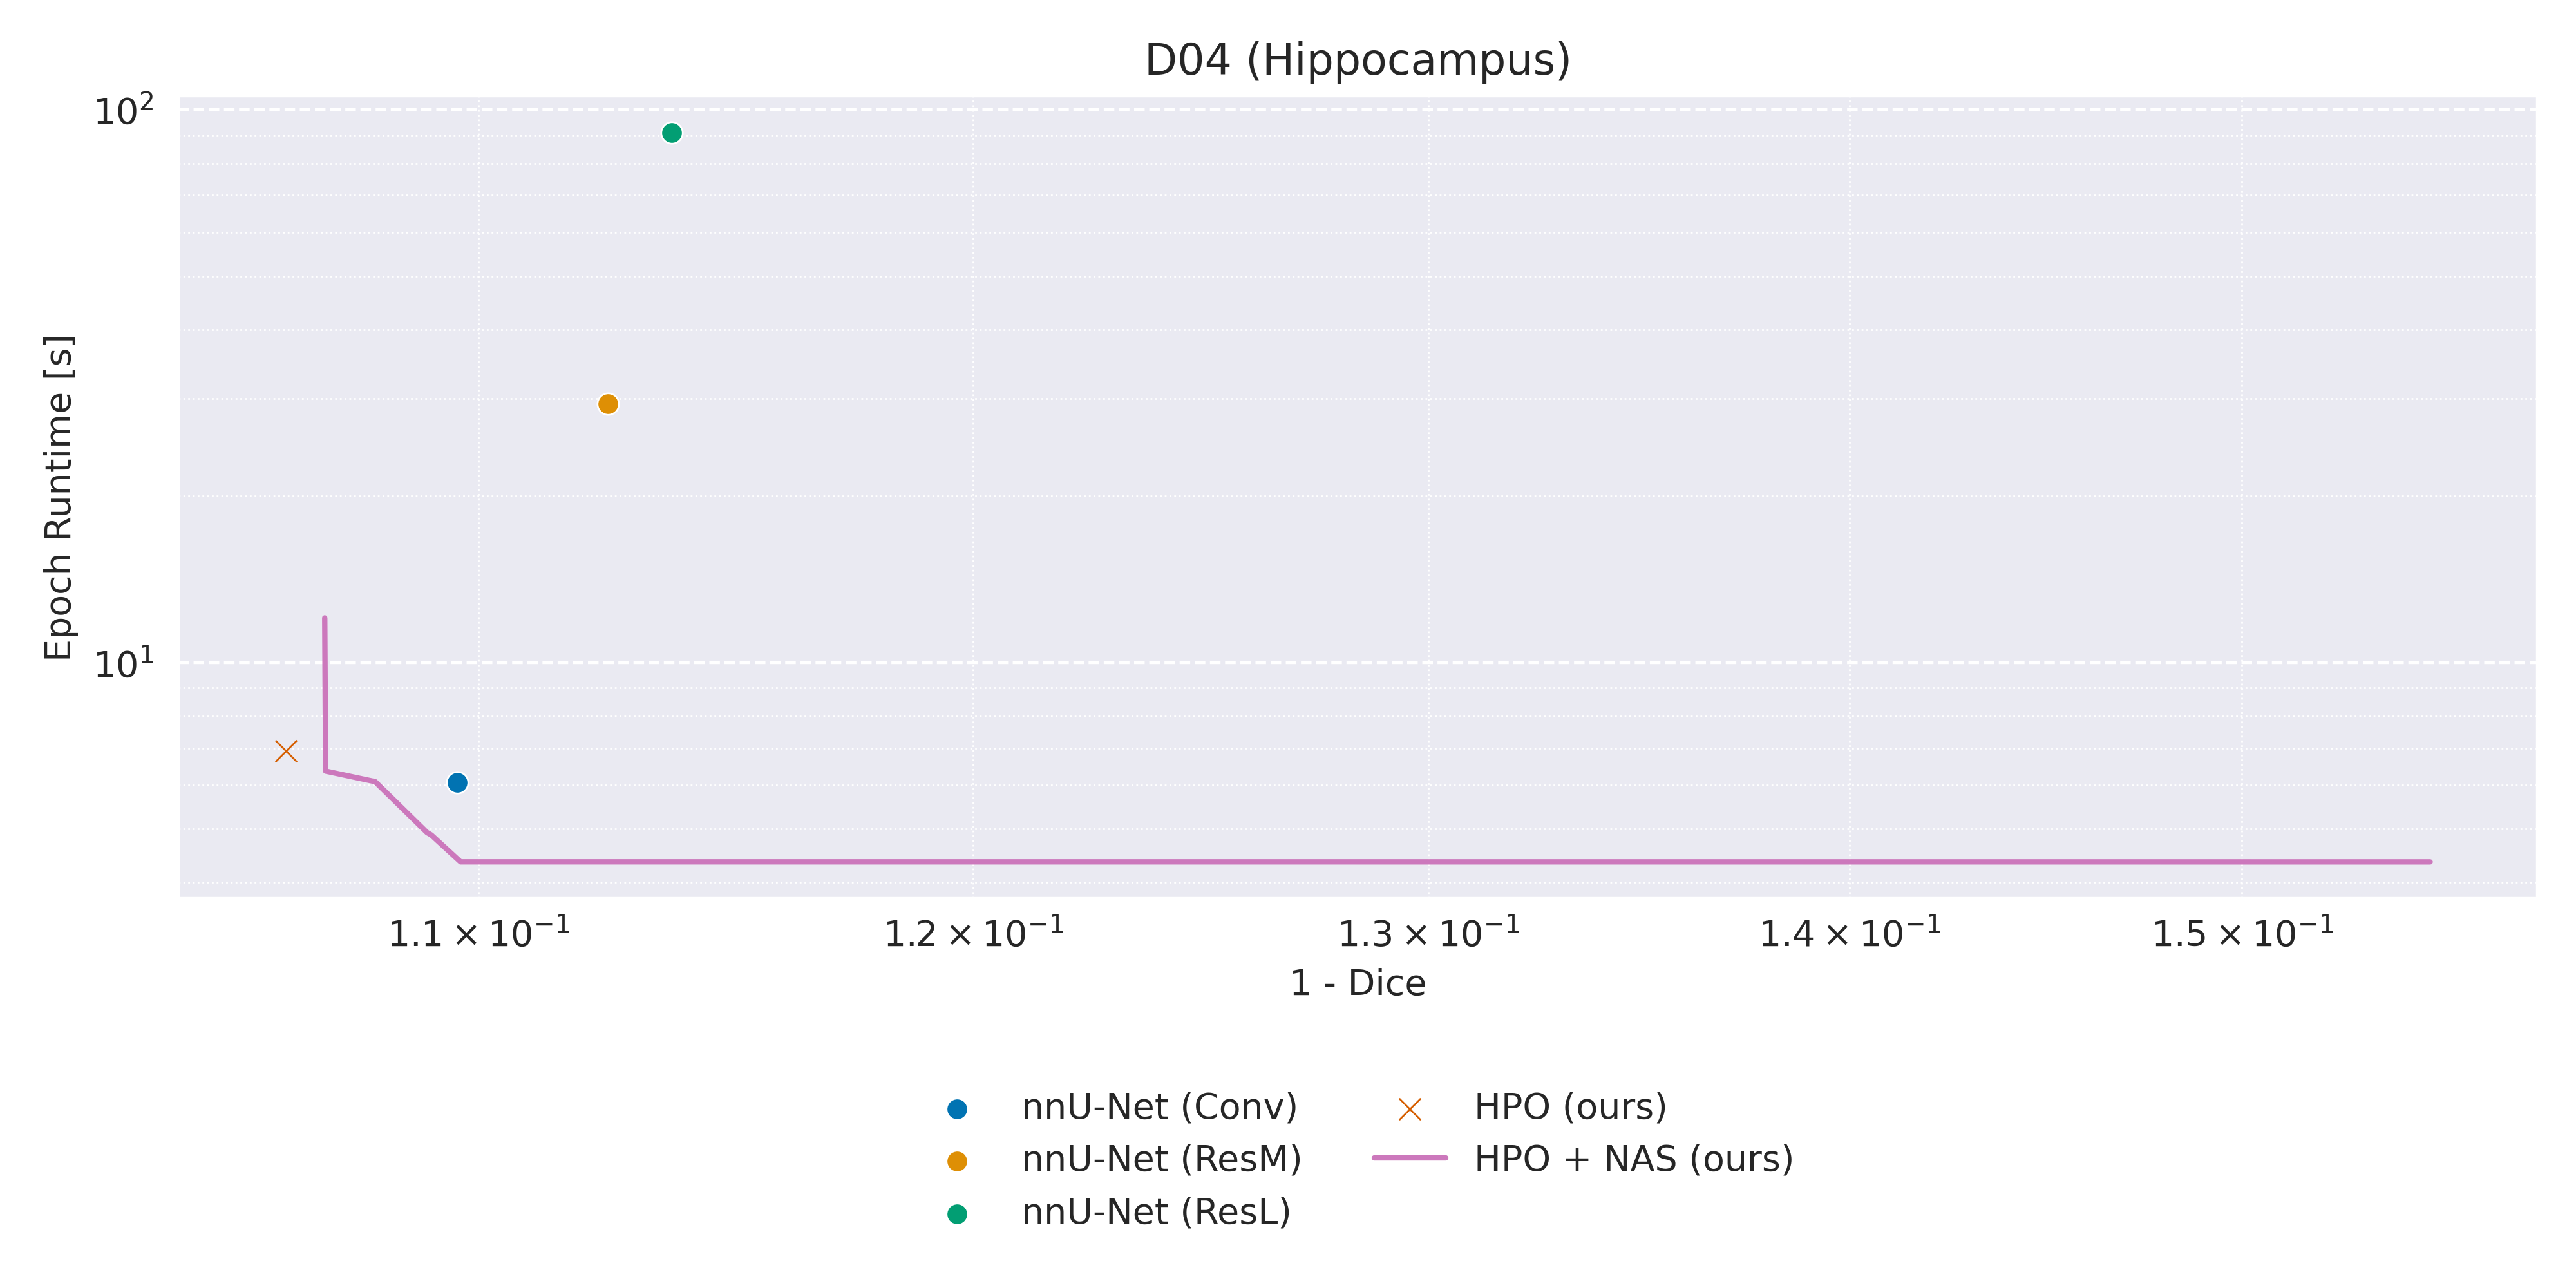 D04 (Hippocampus)
10²
10¹
Epoch Runtime [s]
1.1 × 10⁻¹
1.2 × 10⁻¹
1.3 × 10⁻¹
1.4 × 10⁻¹
1.5 × 10⁻¹
1 - Dice
nnU-Net (Conv)
nnU-Net (ResM)
nnU-Net (ResL)
HPO (ours)
HPO + NAS (ours)